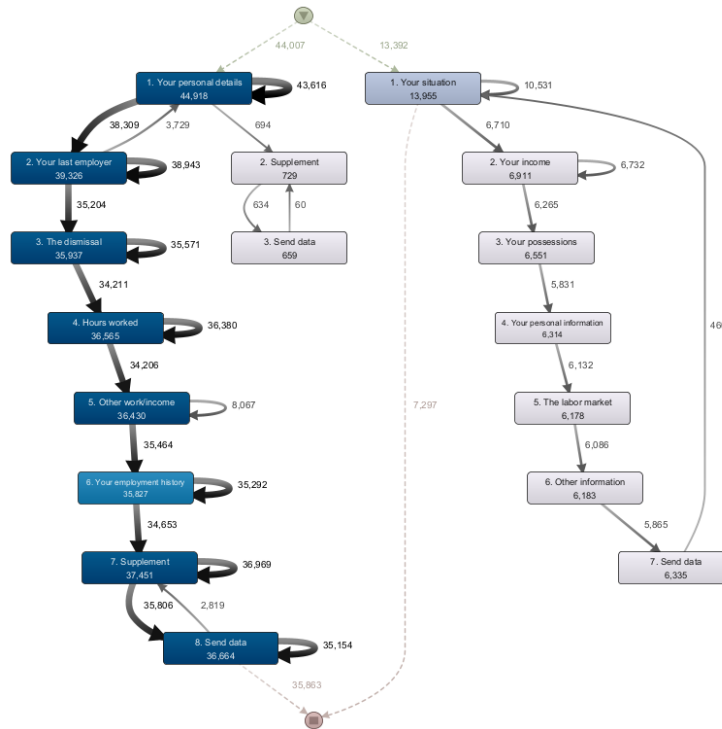 44,007
13,392
1. Your personal details
44,918
43,616
1. Your situation
13,955
10,531
38,309
3,729
694
6,710
2. Your last employer
39,326
38,943
2. Supplement
729
2. Your income
6,911
6,732
35,204
634
60
6,265
3. The dismissal
35,937
35,571
3. Send data
659
3. Your possessions
6,551
34,211
5,831
4. Hours worked
36,565
36,380
4. Your personal information
6,314
34,206
6,132
5. Other work/income
36,430
8,067
7,297
5. The labor market
6,178
35,464
6,086
6. Your employment history
35,827
35,292
6. Other information
6,183
34,653
5,865
7. Supplement
37,451
36,969
7. Send data
6,335
35,806
2,819
8. Send data
36,664
35,154
35,863